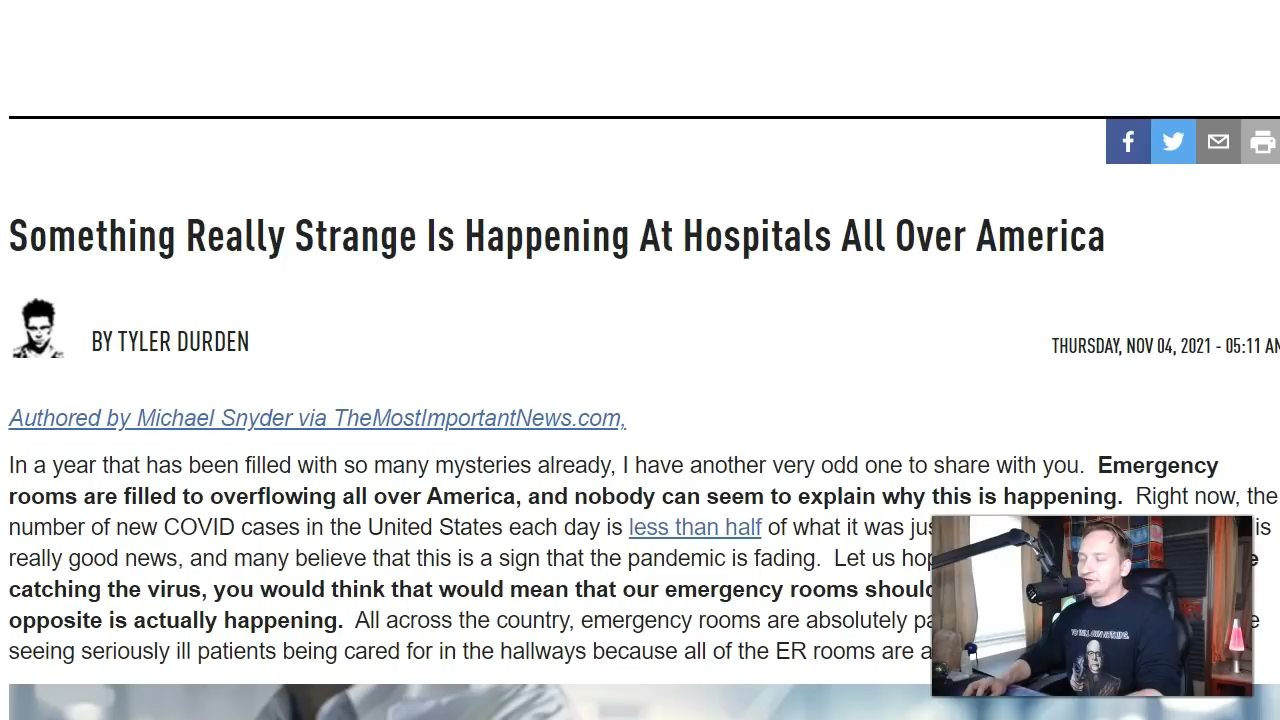 Something Really Strange Is Happening At Hospitals All Over America
BY TYLER DURDEN
THURSDAY, NOV 04, 2021 - 05:11 AM
Authored by Michael Snyder via TheMostImportantNews.com,
In a year that has been filled with so many mysteries already, I have another very odd one to share with you. Emergency
rooms are filled to overflowing all over America, and nobody can seem to explain why this is happening. Right now, the
number of new COVID cases in the United States each day is less than half of what it was is
really good news, and many believe that this is a sign that the pandemic is fading. Let us
catching the virus, you would think that would mean that our emergency rooms
opposite is actually happening. All across the country, emergency rooms are absolutely
seeing seriously ill patients being cared for in the hallways because all of the ER rooms are